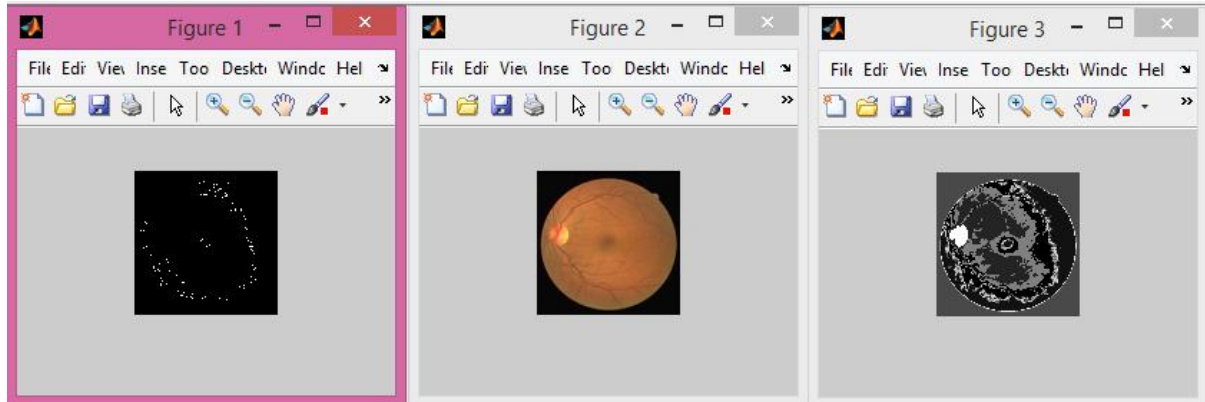 Figure 1
File Edi Viev Inse Too Deskt Windc Hel
Figure 2
File Edi Viev Inse Too Deskt Windc Hel
Figure 3
File Edi Viev Inse Too Deskt Windc Hel